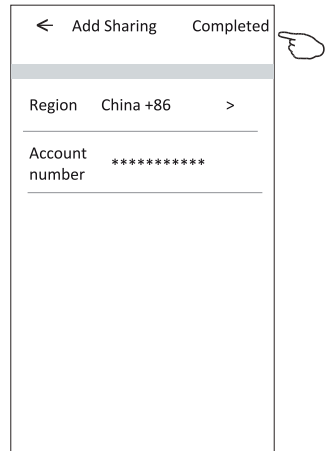 ← Add Sharing Completed
Region China +86 >
Account
number ***********